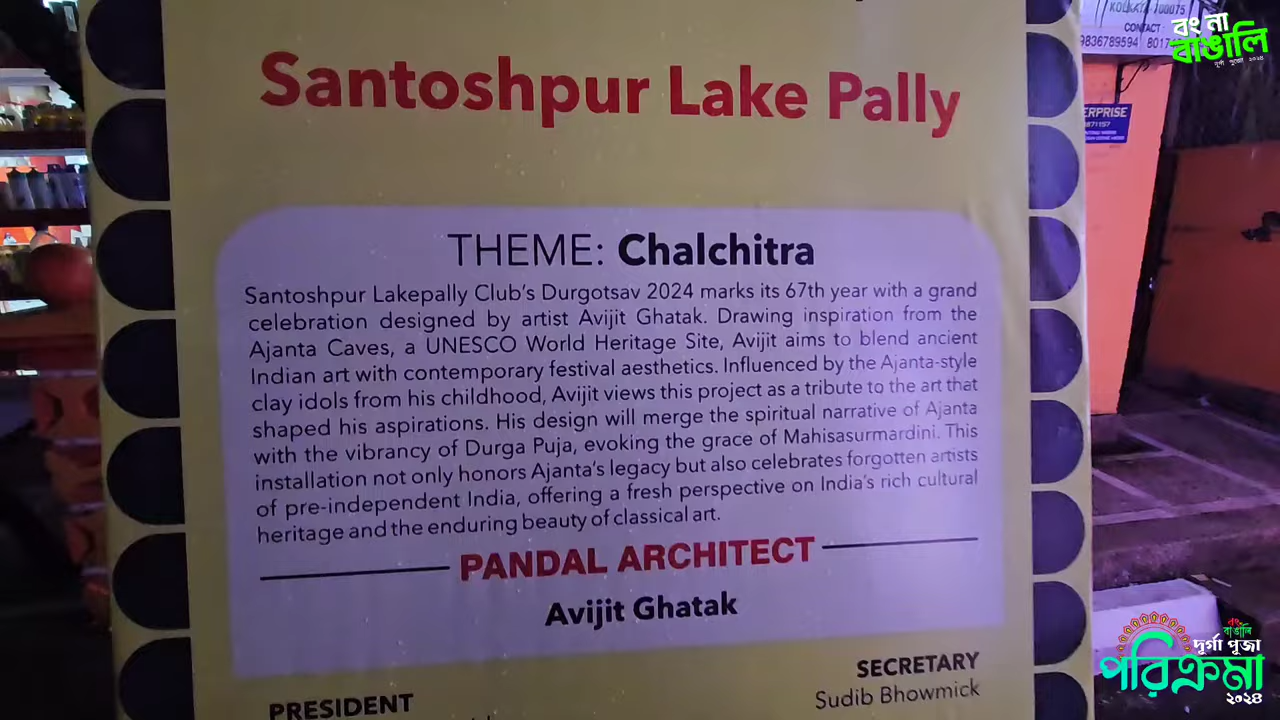 KOLKATA-700075
CONTACT:
9836789594
বং না
বাঙালি
দুর্গা পুজো ২০২৪
Santoshpur Lake Pally
ERPRISE
THEME: Chalchitra
Santoshpur Lakepally Club's Durgotsav 2024 marks its 67th year with a grand
celebration designed by artist Avijit Ghatak. Drawing inspiration from the
Ajanta Caves, a UNESCO World Heritage Site, Avijit aims to blend ancient
Indian art with contemporary festival aesthetics. Influenced by the Ajanta-style
clay idols from his childhood, Avijit views this project as a tribute to the art that
shaped his aspirations. His design will merge the spiritual narrative of Ajanta
with the vibrancy of Durga Puja, evoking the grace of Mahisasurmardini. This
installation not only honors Ajanta's legacy but also celebrates forgotten artists
of pre-independent India, offering a fresh perspective on India's rich cultural
heritage and the enduring beauty of classical art.
PANDAL ARCHITECT
Avijit Ghatak
SECRETARY
Sudib Bhowmick
PRESIDENT
বং
বাঙালি
দুর্গা পূজা
পরিক্রমা
২০২৪